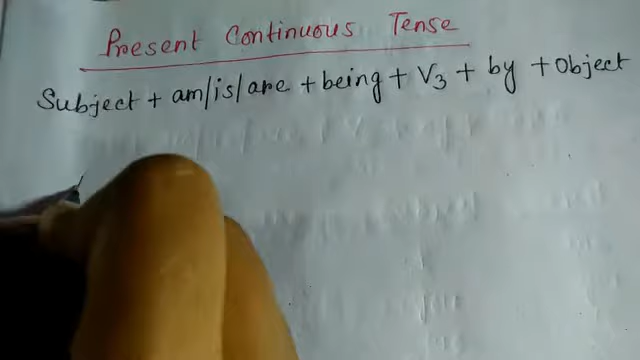 Present Continuous Tense
Subject + am/is/are + being + V3 + by + Object